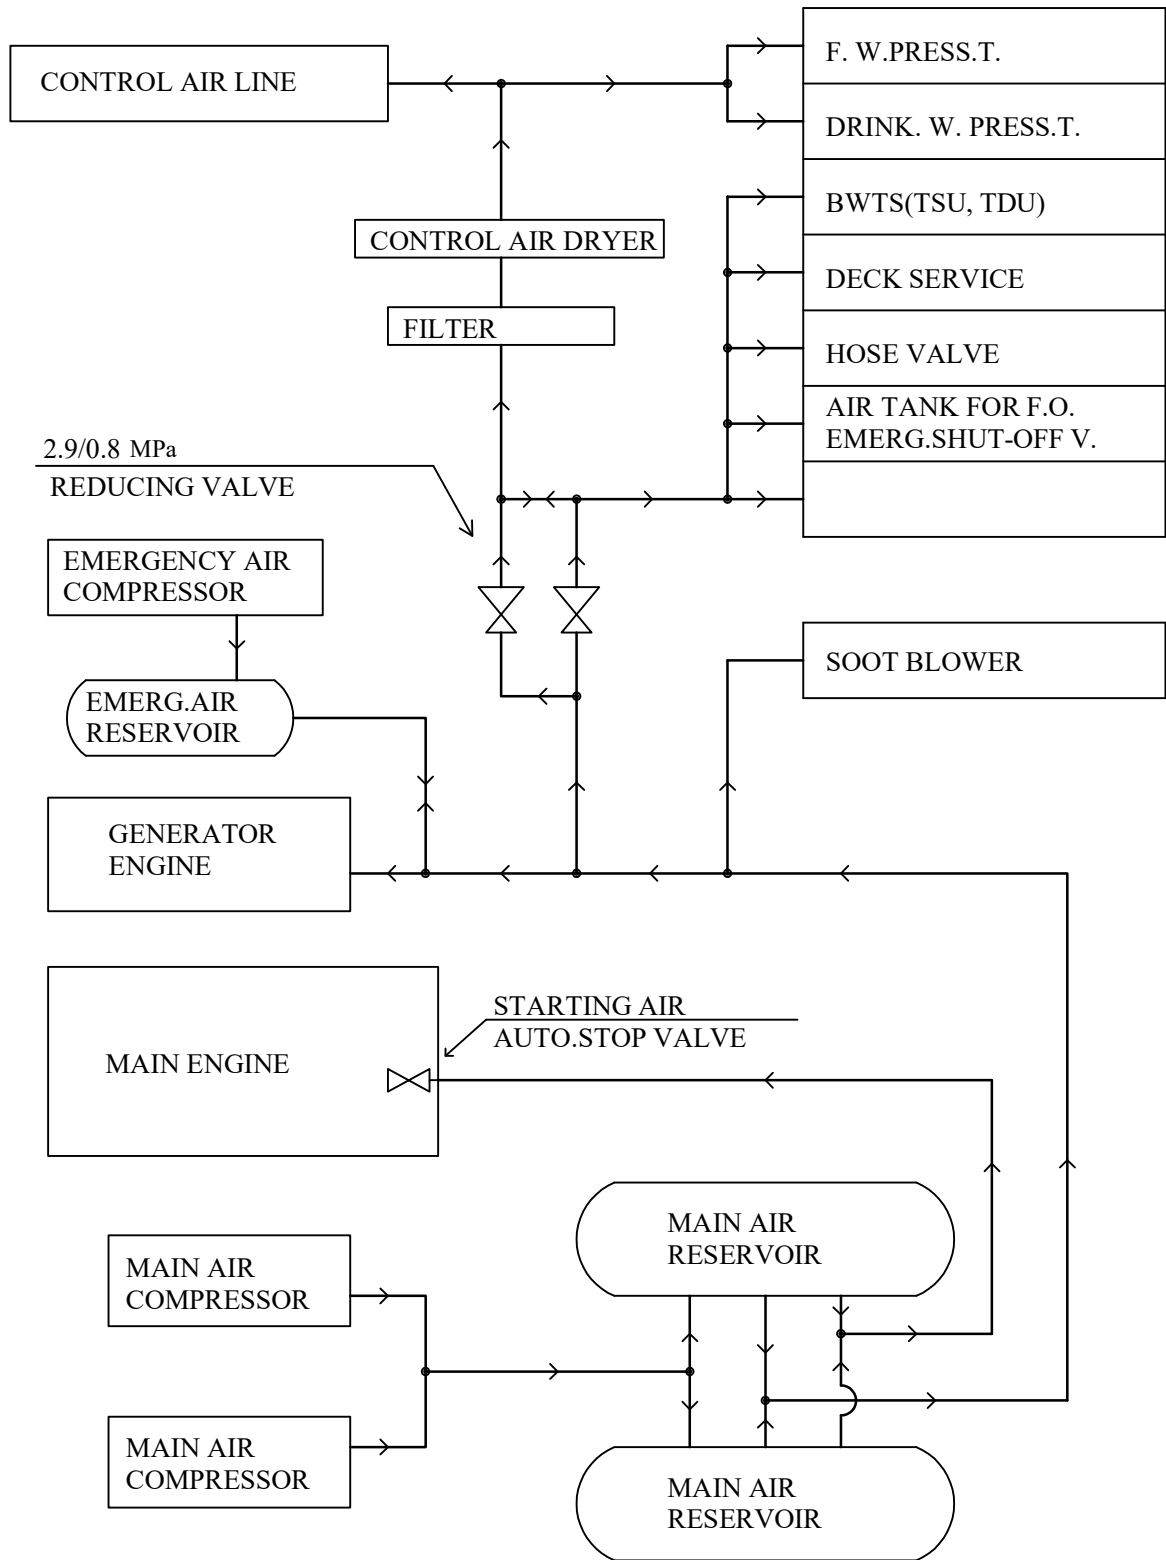 F. W.PRESS.T.
CONTROL AIR LINE
DRINK. W. PRESS.T.
BWTS(TSU, TDU)
CONTROL AIR DRYER
DECK SERVICE
FILTER
HOSE VALVE
AIR TANK FOR F.O.
EMERG.SHUT-OFF V.
2.9/0.8 MPa
REDUCING VALVE
EMERGENCY AIR
COMPRESSOR
SOOT BLOWER
EMERG.AIR
RESERVOIR
GENERATOR
ENGINE
STARTING AIR
AUTO.STOP VALVE
MAIN ENGINE
MAIN AIR
RESERVOIR
MAIN AIR
COMPRESSOR
MAIN AIR
COMPRESSOR
MAIN AIR
RESERVOIR